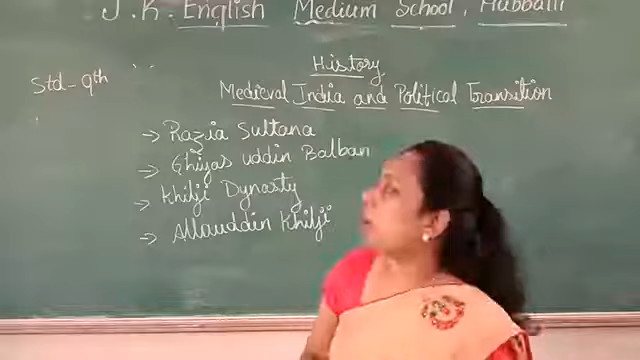 J.K. English Medium School, Hubballi
History
Std - 9th
Medieval India and Political Transition
→ Razia Sultana
→ Ghiyas uddin Balban
→ Khilji Dynasty
→ Allauddin Khilji